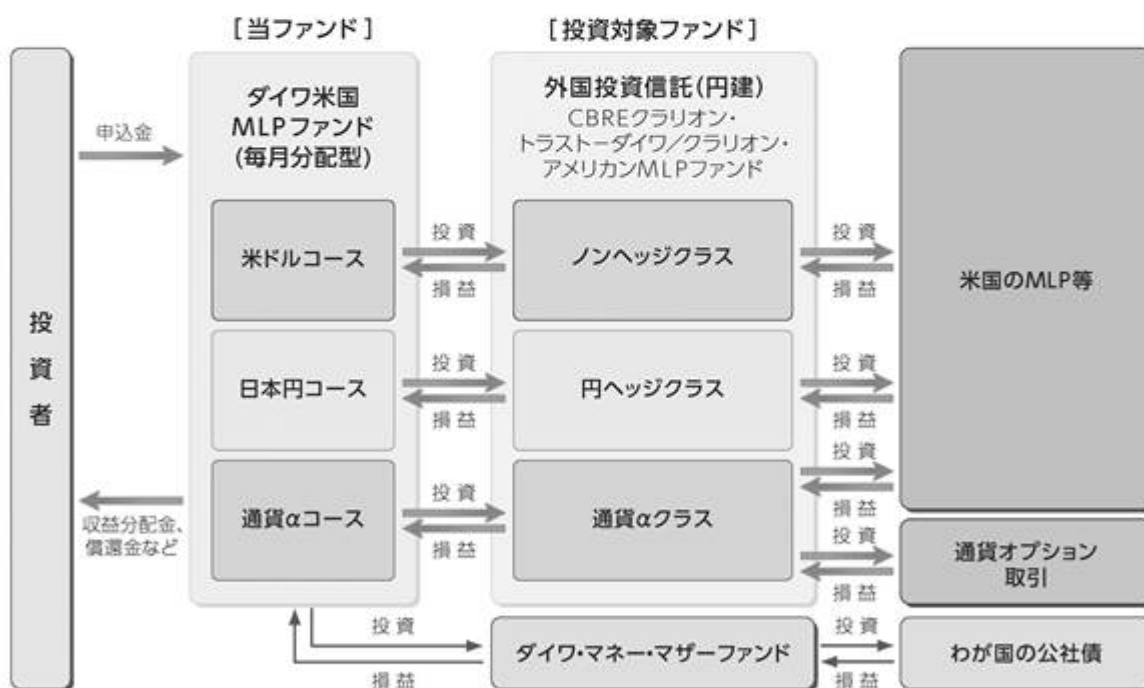 [当ファンド]
[投資対象ファンド]
投資者
申込金
収益分配金、
償還金など
ダイワ米国
MLPファンド
(毎月分配型)
外国投資信託(円建)
CBREクラリオン・
トラスト－ダイワ/クラリオン・
アメリカンMLPファンド
米ドルコース
投資
損益
ノンヘッジクラス
投資
損益
米国のMLP等
日本円コース
投資
損益
円ヘッジクラス
投資
損益
通貨αコース
投資
損益
通貨αクラス
投資
損益
投資
損益
通貨オプション
取引
投資
損益
ダイワ・マネー・マザーファンド
投資
損益
わが国の公社債